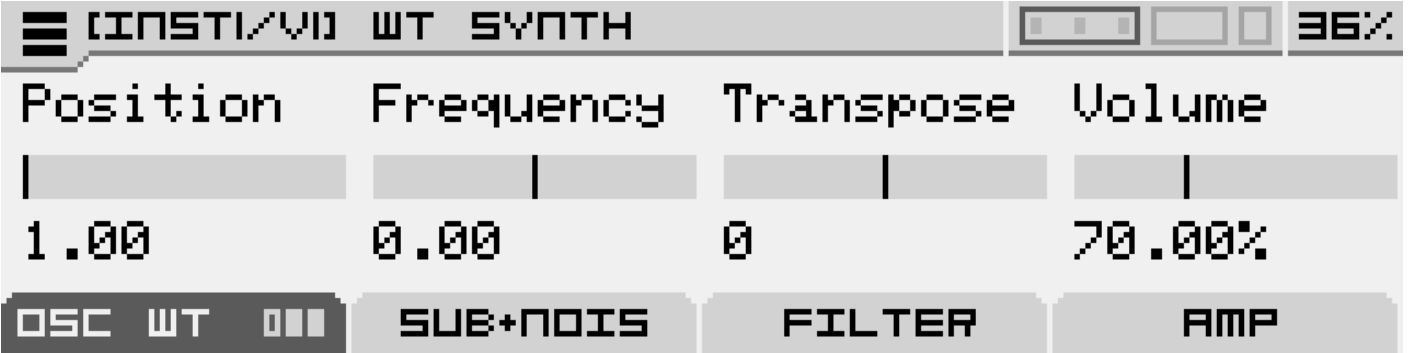 [INST1/V1] WT SYNTH 36%
Position Frequency Transpose Volume
1.00 0.00 0 70.00%
OSC WT SUB+NOIS FILTER AMP